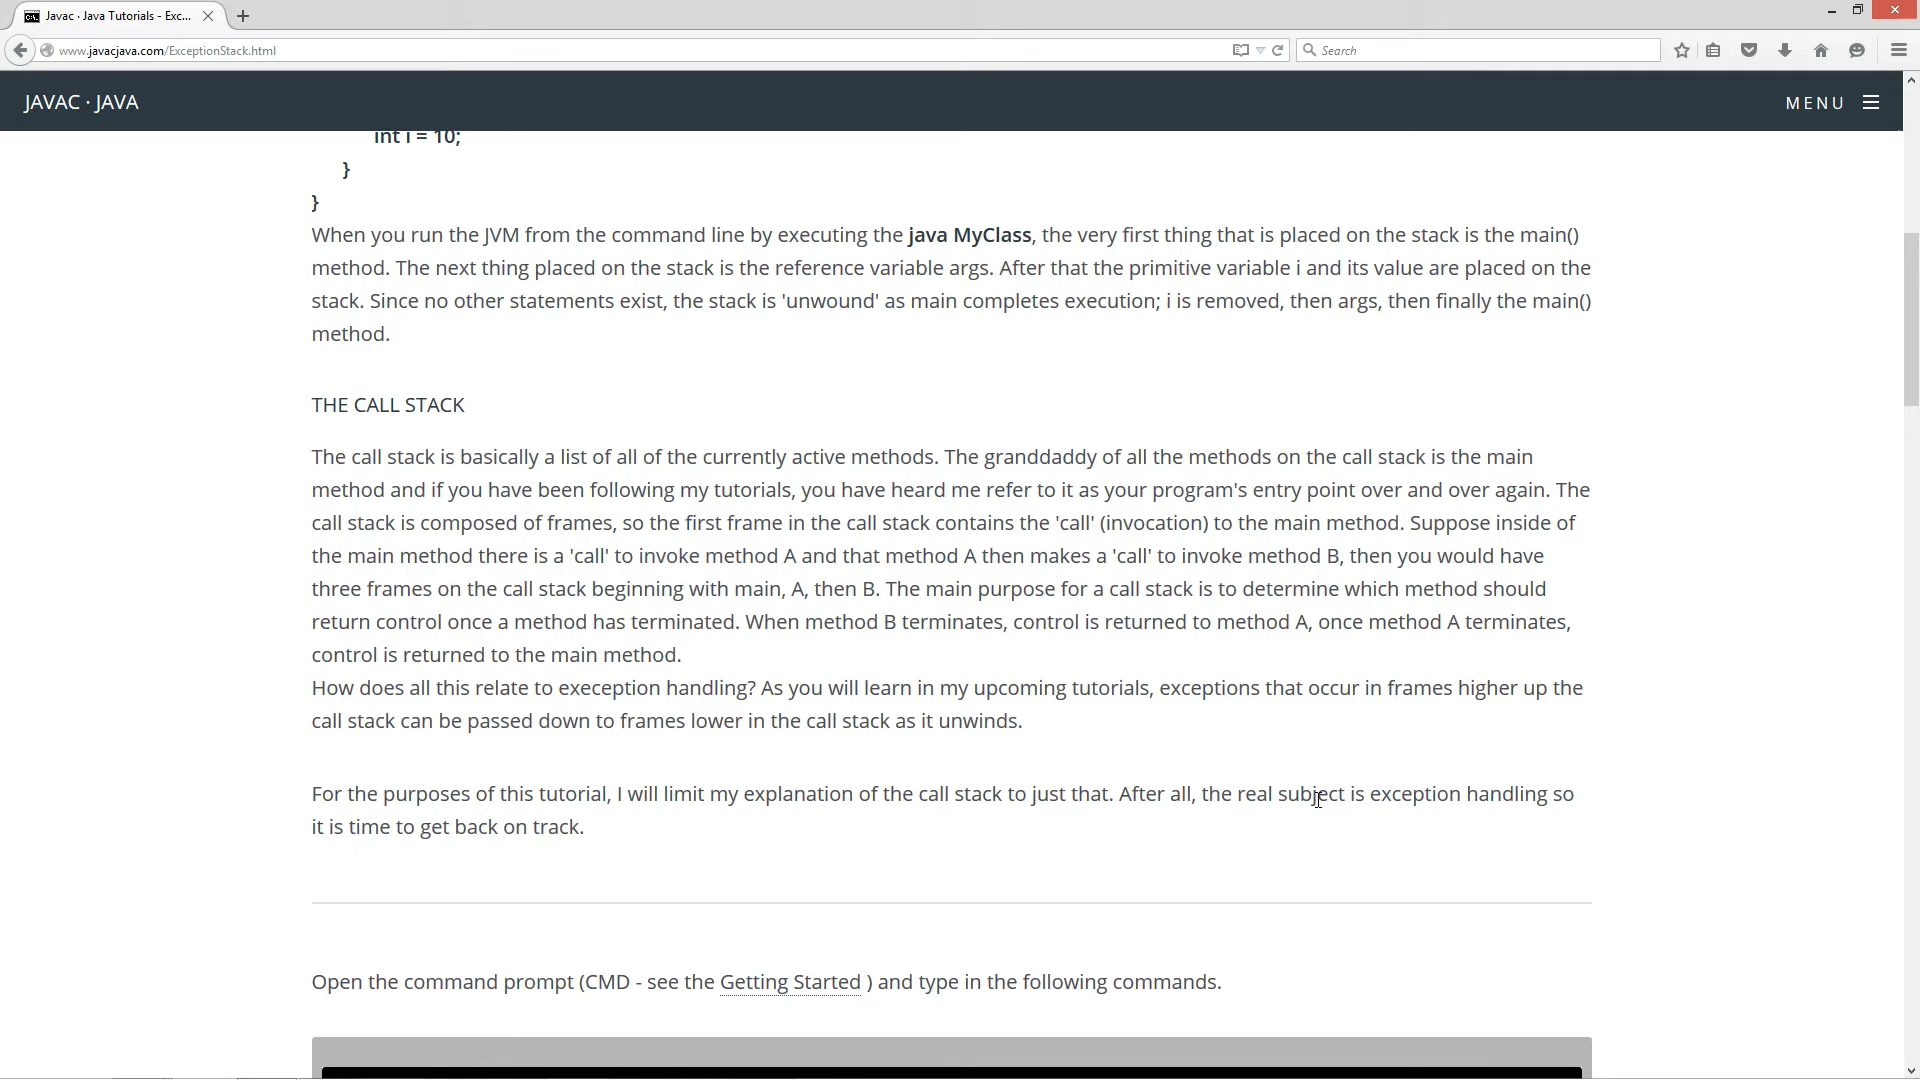 Javac · Java Tutorials - Exc...
www.javacjava.com/ExceptionStack.html
Search
JAVAC · JAVA
MENU
int i = 10;
}
}
When you run the JVM from the command line by executing the java MyClass, the very first thing that is placed on the stack is the main()
method. The next thing placed on the stack is the reference variable args. After that the primitive variable i and its value are placed on the
stack. Since no other statements exist, the stack is 'unwound' as main completes execution; i is removed, then args, then finally the main()
method.
THE CALL STACK
The call stack is basically a list of all of the currently active methods. The granddaddy of all the methods on the call stack is the main
method and if you have been following my tutorials, you have heard me refer to it as your program's entry point over and over again. The
call stack is composed of frames, so the first frame in the call stack contains the 'call' (invocation) to the main method. Suppose inside of
the main method there is a 'call' to invoke method A and that method A then makes a 'call' to invoke method B, then you would have
three frames on the call stack beginning with main, A, then B. The main purpose for a call stack is to determine which method should
return control once a method has terminated. When method B terminates, control is returned to method A, once method A terminates,
control is returned to the main method.
How does all this relate to exeception handling? As you will learn in my upcoming tutorials, exceptions that occur in frames higher up the
call stack can be passed down to frames lower in the call stack as it unwinds.
For the purposes of this tutorial, I will limit my explanation of the call stack to just that. After all, the real subject is exception handling so
it is time to get back on track.
Open the command prompt (CMD - see the Getting Started ) and type in the following commands.